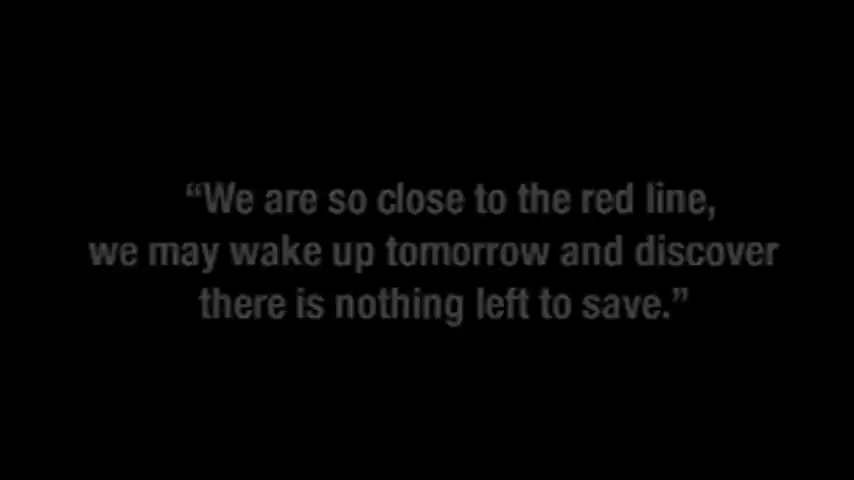 “We are so close to the red line,
we may wake up tomorrow and discover
there is nothing left to save.”